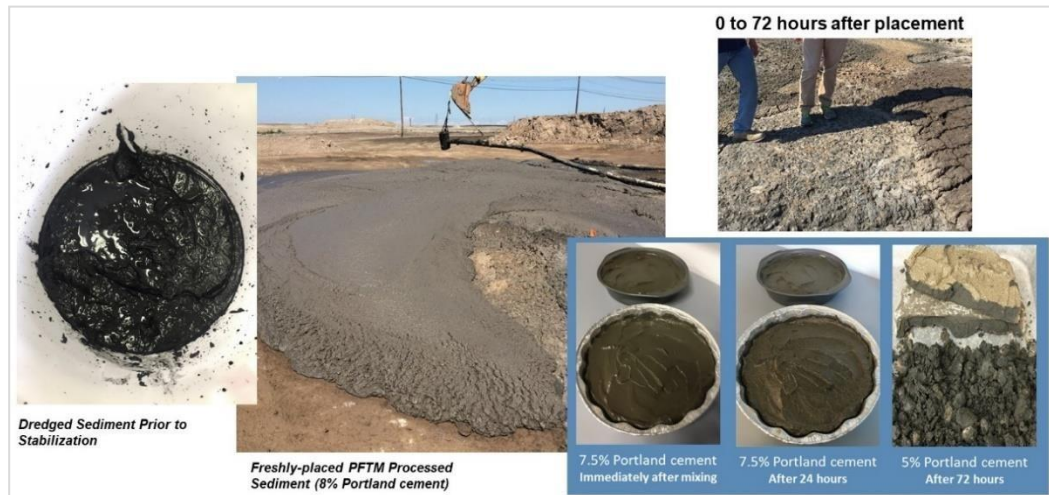 0 to 72 hours after placement
Dredged Sediment Prior to
Stabilization
Freshly-placed PFTM Processed
Sediment (8% Portland cement)
7.5% Portland cement
Immediately after mixing
7.5% Portland cement
After 24 hours
5% Portland cement
After 72 hours